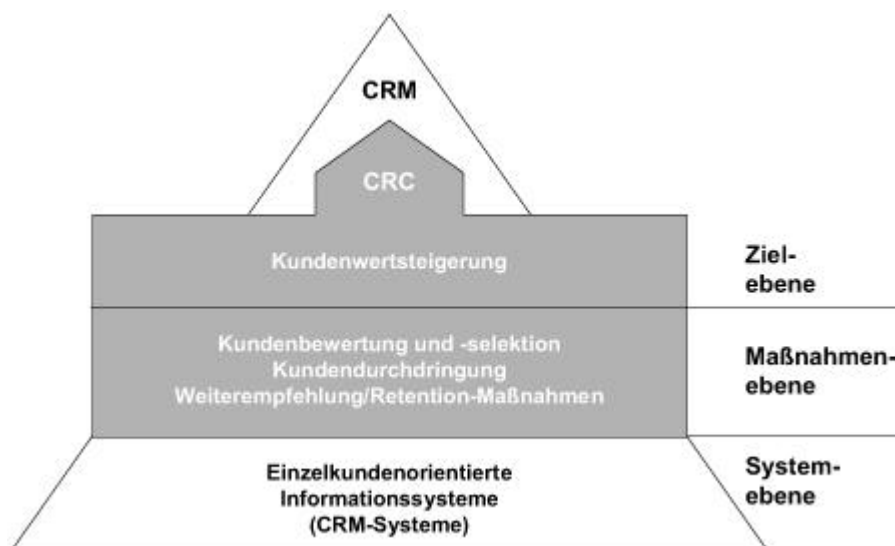 CRM
CRC
Kundenwertsteigerung
Ziel-
ebene
Kundenbewertung und -selektion
Kundendurchdringung
Weiterempfehlung/Retention-Maßnahmen
Maßnahmen-
ebene
Einzelkundenorientierte
Informationssysteme
(CRM-Systeme)
System-
ebene